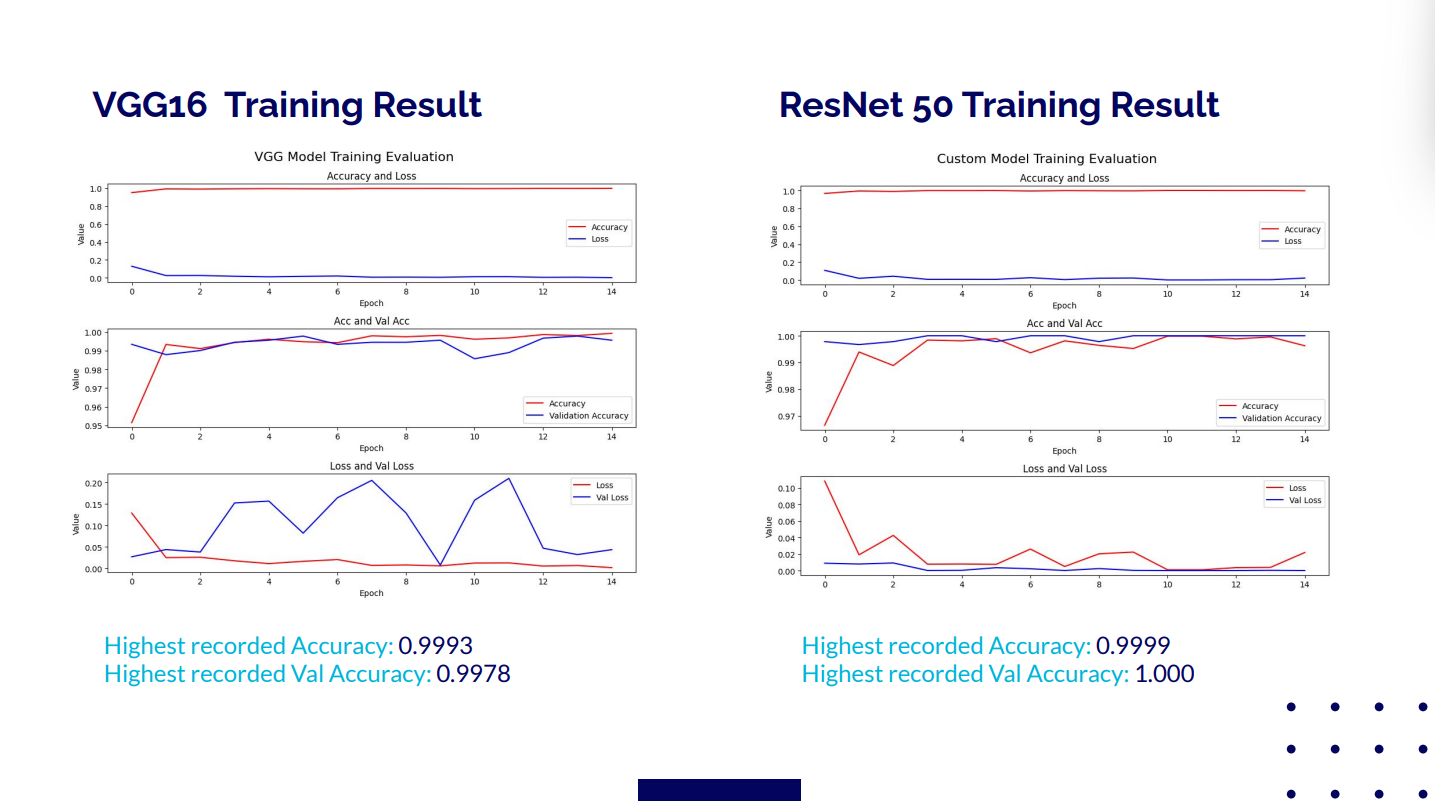 VGG16 Training Result
VGG Model Training Evaluation
Accuracy and Loss
1.0
0.8
0.6
0.4
0.2
0.0
Value
Accuracy
Loss
0 2 4 6 8 10 12 14
Epoch
Acc and Val Acc
1.00
0.99
0.98
0.97
0.96
0.95
Value
Accuracy
Validation Accuracy
0 2 4 6 8 10 12 14
Epoch
Loss and Val Loss
0.20
0.15
0.10
0.05
0.00
Value
Loss
Val Loss
0 2 4 6 8 10 12 14
Epoch
Highest recorded Accuracy: 0.9993
Highest recorded Val Accuracy: 0.9978
ResNet 50 Training Result
Custom Model Training Evaluation
Accuracy and Loss
1.0
0.8
0.6
0.4
0.2
0.0
Value
Accuracy
Loss
0 2 4 6 8 10 12 14
Epoch
Acc and Val Acc
1.00
0.99
0.98
0.97
Value
Accuracy
Validation Accuracy
0 2 4 6 8 10 12 14
Epoch
Loss and Val Loss
0.10
0.08
0.06
0.04
0.02
0.00
Value
Loss
Val Loss
0 2 4 6 8 10 12 14
Highest recorded Accuracy: 0.9999
Highest recorded Val Accuracy: 1.000